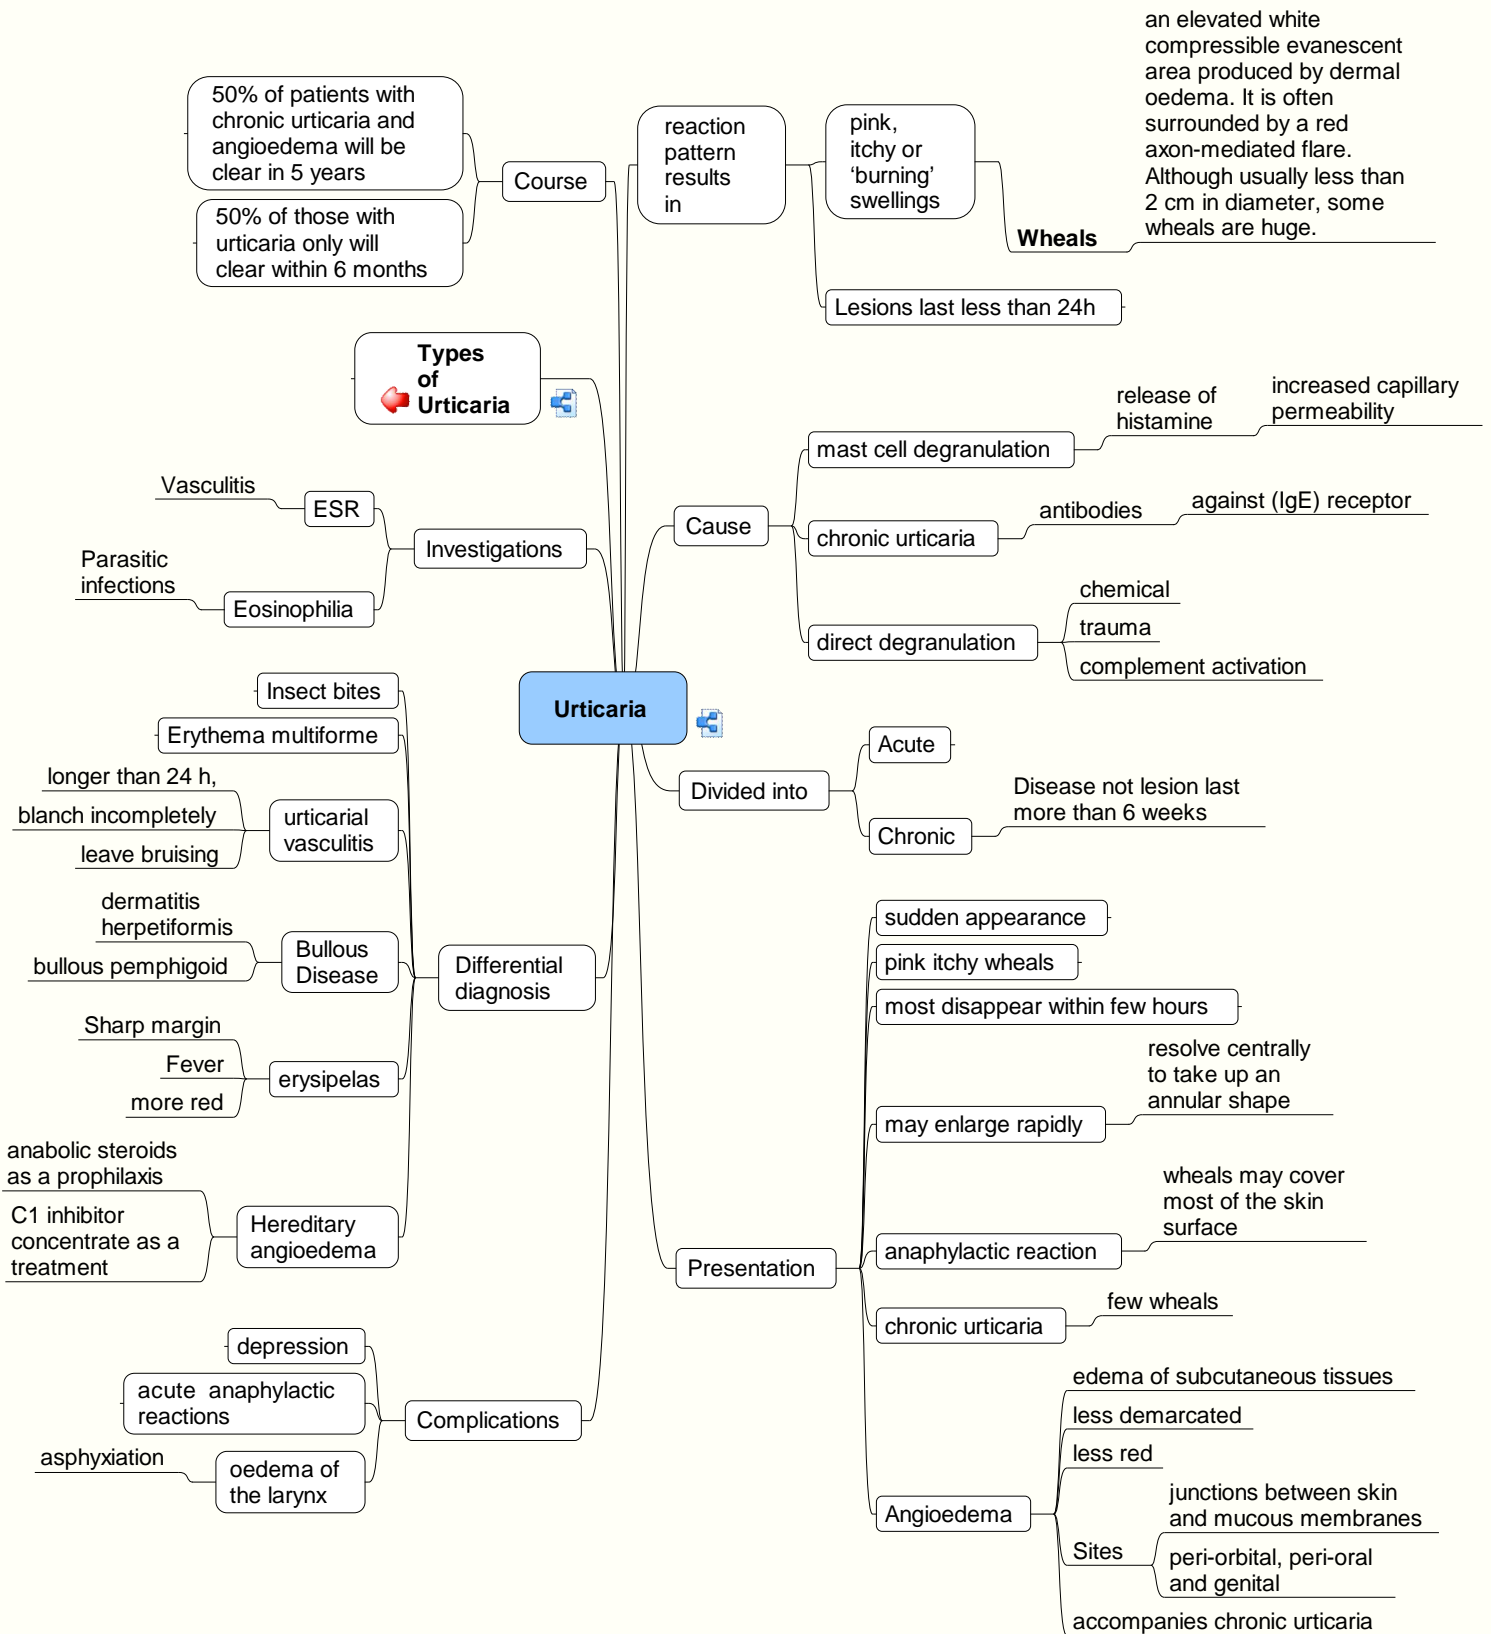 Urticaria
reaction
pattern
results
in
pink,
itchy or
‘burning’
swellings
Wheals
an elevated white
compressible evanescent
area produced by dermal
oedema. It is often
surrounded by a red
axon-mediated flare.
Although usually less than
2 cm in diameter, some
wheals are huge.
Lesions last less than 24h
Cause
mast cell degranulation
release of
histamine
increased capillary
permeability
chronic urticaria
antibodies
against (IgE) receptor
direct degranulation
chemical
trauma
complement activation
Divided into
Acute
Chronic
Disease not lesion last
more than 6 weeks
Presentation
sudden appearance
pink itchy wheals
most disappear within few hours
may enlarge rapidly
resolve centrally
to take up an
annular shape
anaphylactic reaction
wheals may cover
most of the skin
surface
chronic urticaria
few wheals
Angioedema
edema of subcutaneous tissues
less demarcated
less red
Sites
junctions between skin
and mucous membranes
peri-orbital, peri-oral
and genital
accompanies chronic urticaria
Course
50% of patients with
chronic urticaria and
angioedema will be
clear in 5 years
50% of those with
urticaria only will
clear within 6 months
Types
of
Urticaria
Investigations
ESR
Vasculitis
Eosinophilia
Parasitic
infections
Differential
diagnosis
Insect bites
Erythema multiforme
urticarial
vasculitis
longer than 24 h,
blanch incompletely
leave bruising
Bullous
Disease
dermatitis
herpetiformis
bullous pemphigoid
erysipelas
Sharp margin
Fever
more red
Hereditary
angioedema
anabolic steroids
as a prophilaxis
C1 inhibitor
concentrate as a
treatment
Complications
depression
acute  anaphylactic
reactions
oedema of
the larynx
asphyxiation